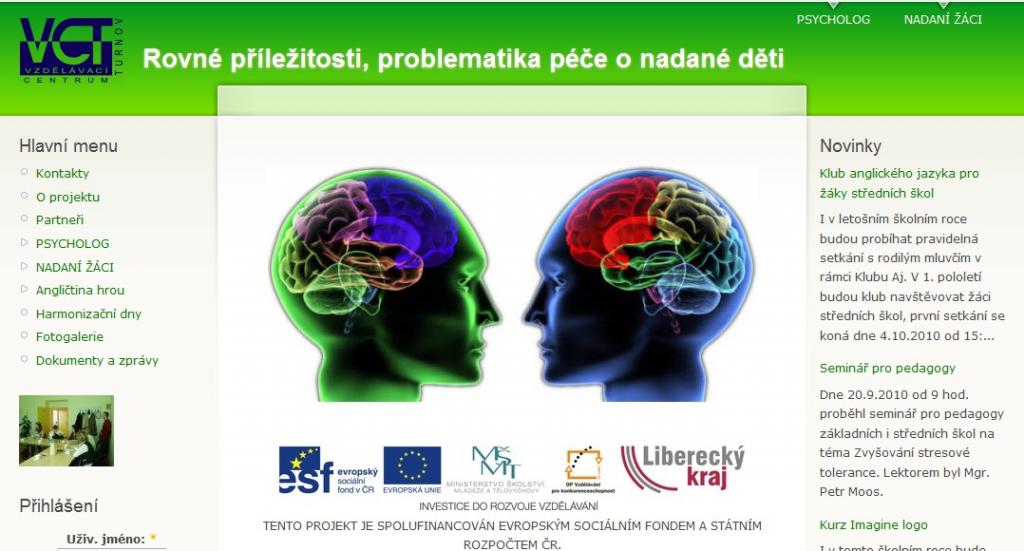 VCT
TURNOV
VZDĚLÁVACÍ
CENTRUM
Rovné příležitosti, problematika péče o nadané děti
PSYCHOLOG
NADANÍ ŽÁCI
Hlavní menu
Kontakty
O projektu
Partneři
PSYCHOLOG
NADANÍ ŽÁCI
Angličtina hrou
Harmonizační dny
Fotogalerie
Dokumenty a zprávy
Přihlášení
Uživ. jméno: *
esf evropský
sociální
fond v ČR
EVROPSKÁ UNIE
MŠMT
MINISTERSTVO ŠKOLSTVÍ,
MLÁDEŽE A TĚLOVÝCHOVY
OP Vzdělávání
pro konkurenceschopnost
Liberecký
kraj
INVESTICE DO ROZVOJE VZDĚLÁVÁNÍ
TENTO PROJEKT JE SPOLUFINANCOVÁN EVROPSKÝM SOCIÁLNÍM FONDEM A STÁTNÍM
ROZPOČTEM ČR.
Novinky
Klub anglického jazyka pro
žáky středních škol
I v letošním školním roce
budou probíhat pravidelná
setkání s rodilým mluvčím v
rámci Klubu Aj. V 1. pololetí
budou klub navštěvovat žáci
středních škol, první setkání se
koná dne 4.10.2010 od 15:...
Seminář pro pedagogy
Dne 20.9.2010 od 9 hod.
proběhl seminář pro pedagogy
základních i středních škol na
téma Zvyšování stresové
tolerance. Lektorem byl Mgr.
Petr Moos.
Kurz Imagine logo
I v tomto školním roce bude